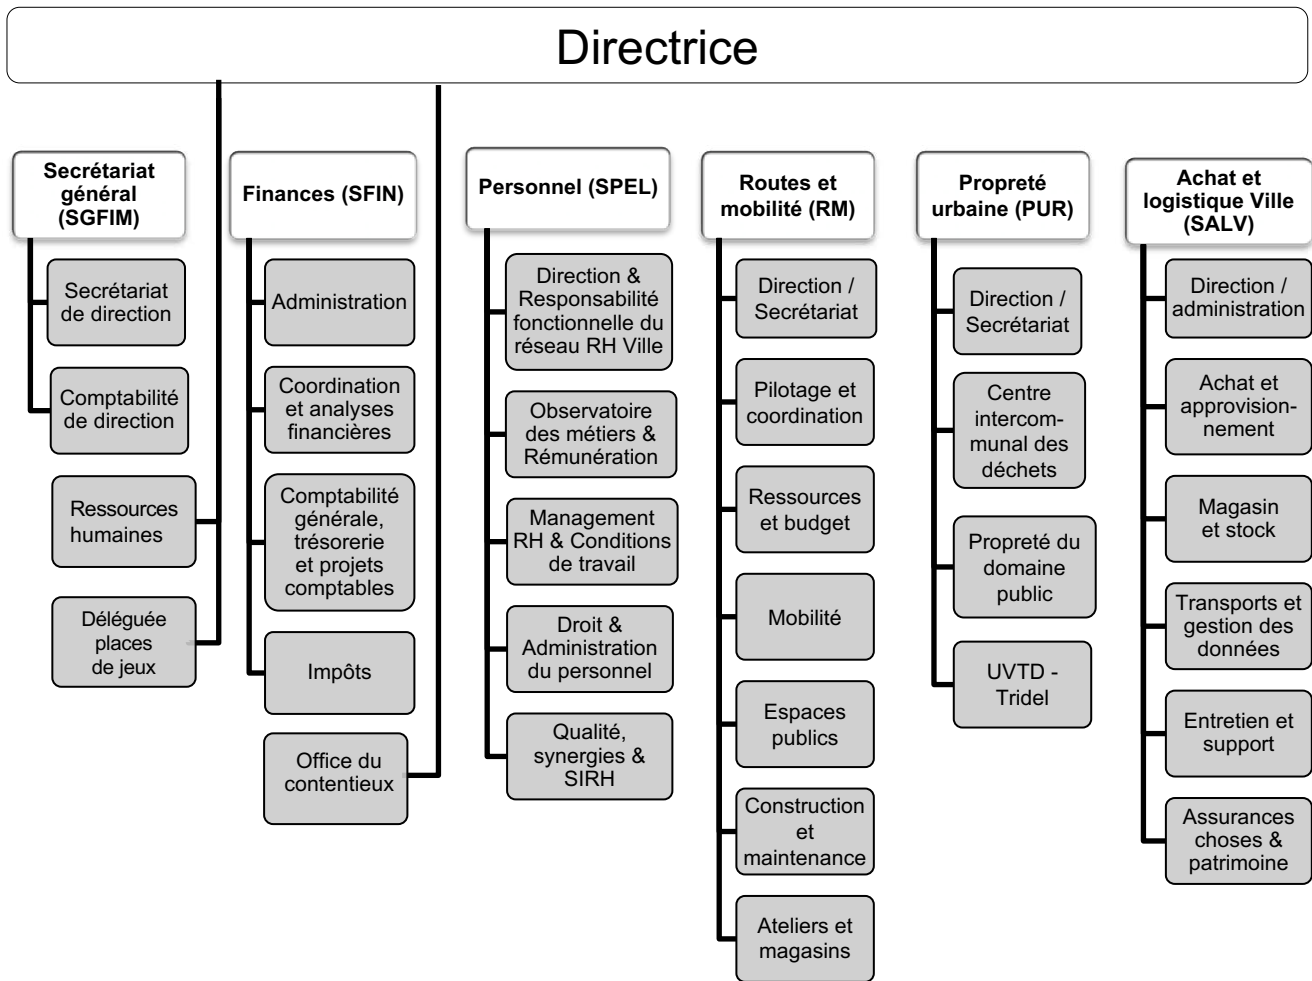 Directrice
Secrétariat
général
(SGFIM)
Secrétariat
de direction
Comptabilité
de direction
Ressources
humaines
Déléguée
places
de jeux
Finances (SFIN)
Administration
Coordination
et analyses
financières
Comptabilité
générale,
trésorerie
et projets
comptables
Impôts
Office du
contentieux
Personnel (SPEL)
Direction &
Responsabilité
fonctionnelle du
réseau RH Ville
Observatoire
des métiers &
Rémunération
Management
RH & Conditions
de travail
Droit &
Administration
du personnel
Qualité,
synergies &
SIRH
Routes et
mobilité (RM)
Direction /
Secrétariat
Pilotage et
coordination
Ressources
et budget
Mobilité
Espaces
publics
Construction
et
maintenance
Ateliers et
magasins
Propreté
urbaine (PUR)
Direction /
Secrétariat
Centre
intercom-
munal des
déchets
Propreté du
domaine
public
UVTD -
Tridel
Achat et
logistique Ville
(SALV)
Direction /
administration
Achat et
approvision-
nement
Magasin
et stock
Transports et
gestion des
données
Entretien et
support
Assurances
choses &
patrimoine